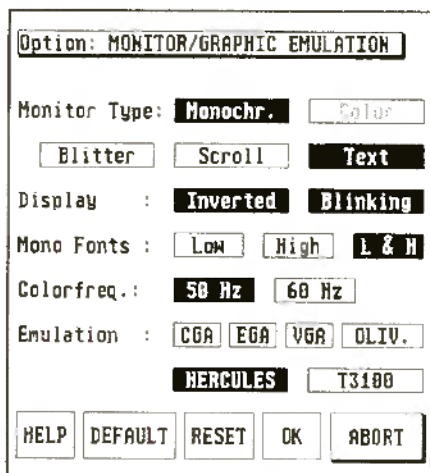 Option: MONITOR/GRAPHIC EMULATION
Monitor Type: Monochr. Color
Blitter Scroll Text
Display : Inverted Blinking
Mono Fonts : Low High L & H
Colorfreq.: 50 Hz 60 Hz
Emulation : CGA EGA VGA OLIV.
HERCULES T3100
HELP DEFAULT RESET OK ABORT